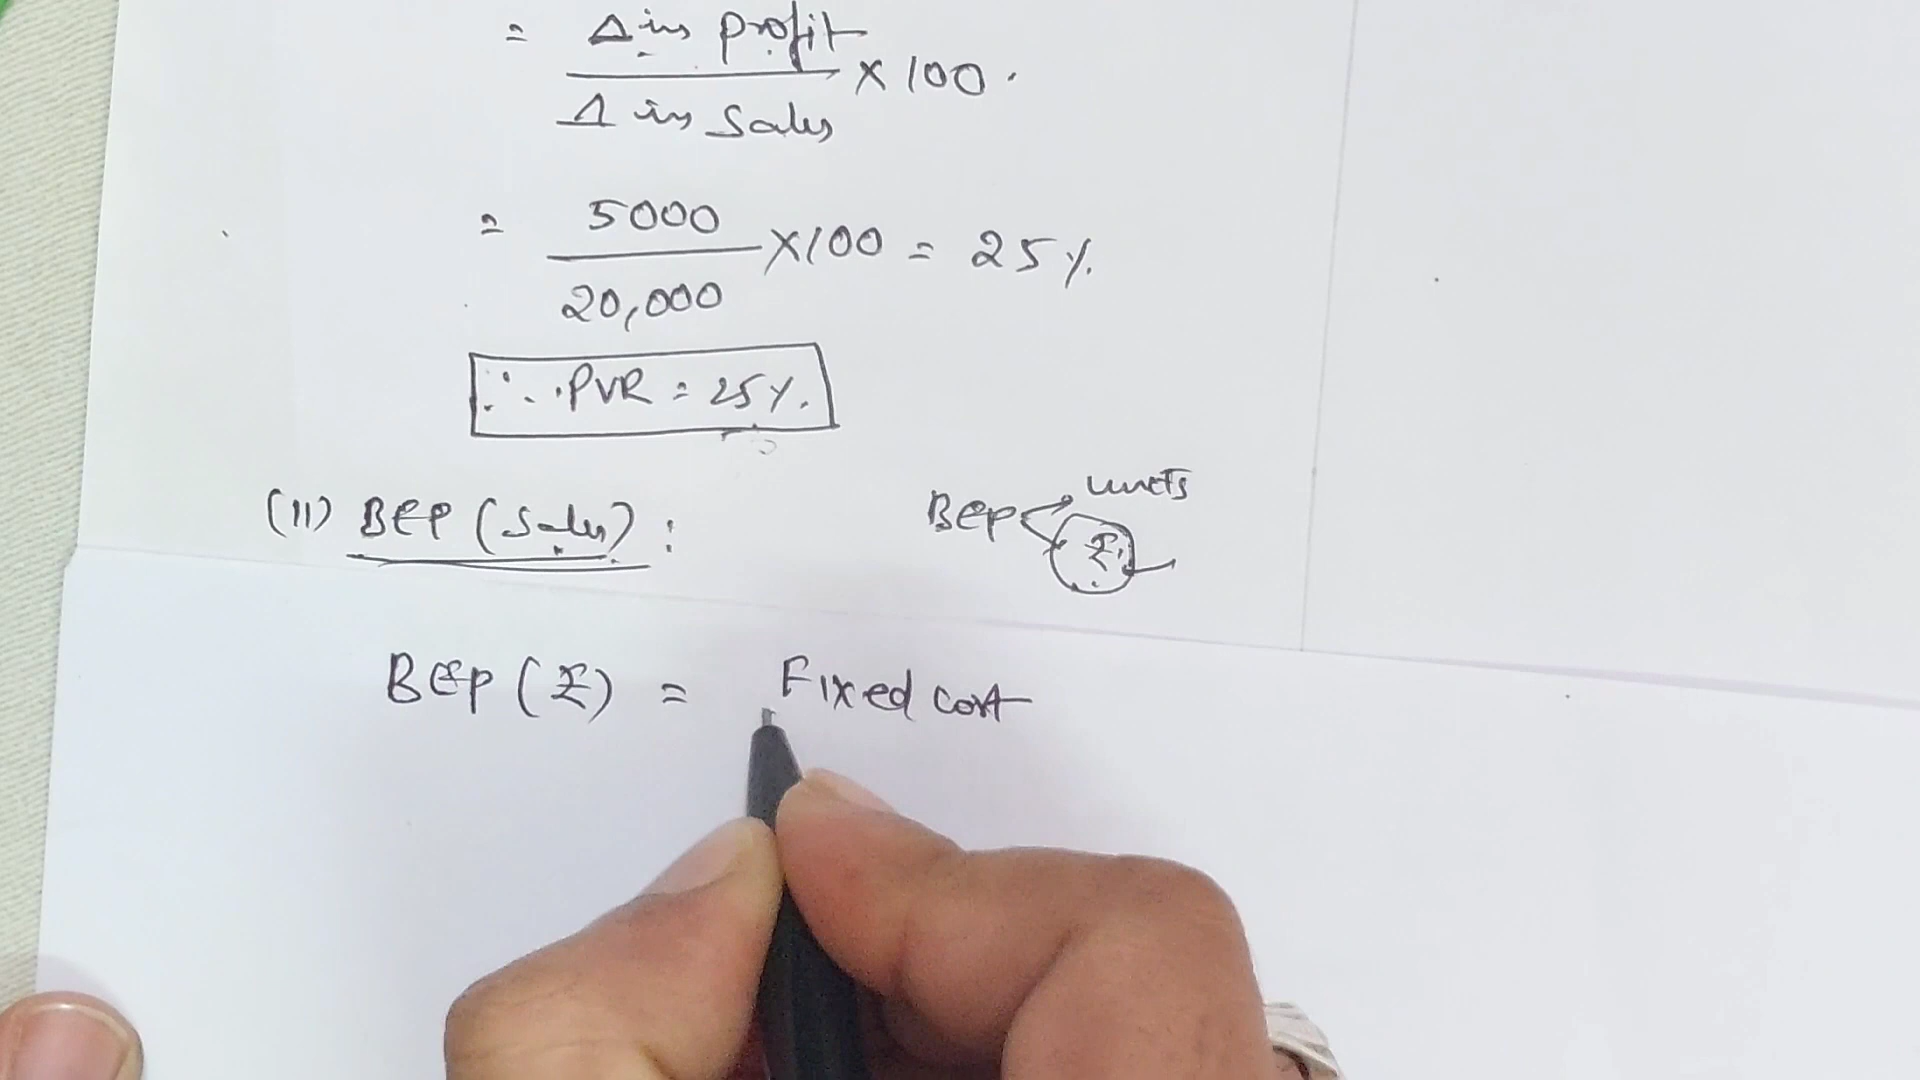 = Δ in profit
Δ in Sales × 100.
= 5000
20,000 ×100 = 25%.
∴ PVR = 25%.
(II) BEP (Sales) :
BEP units
₹
BEP (₹) = Fixed cost